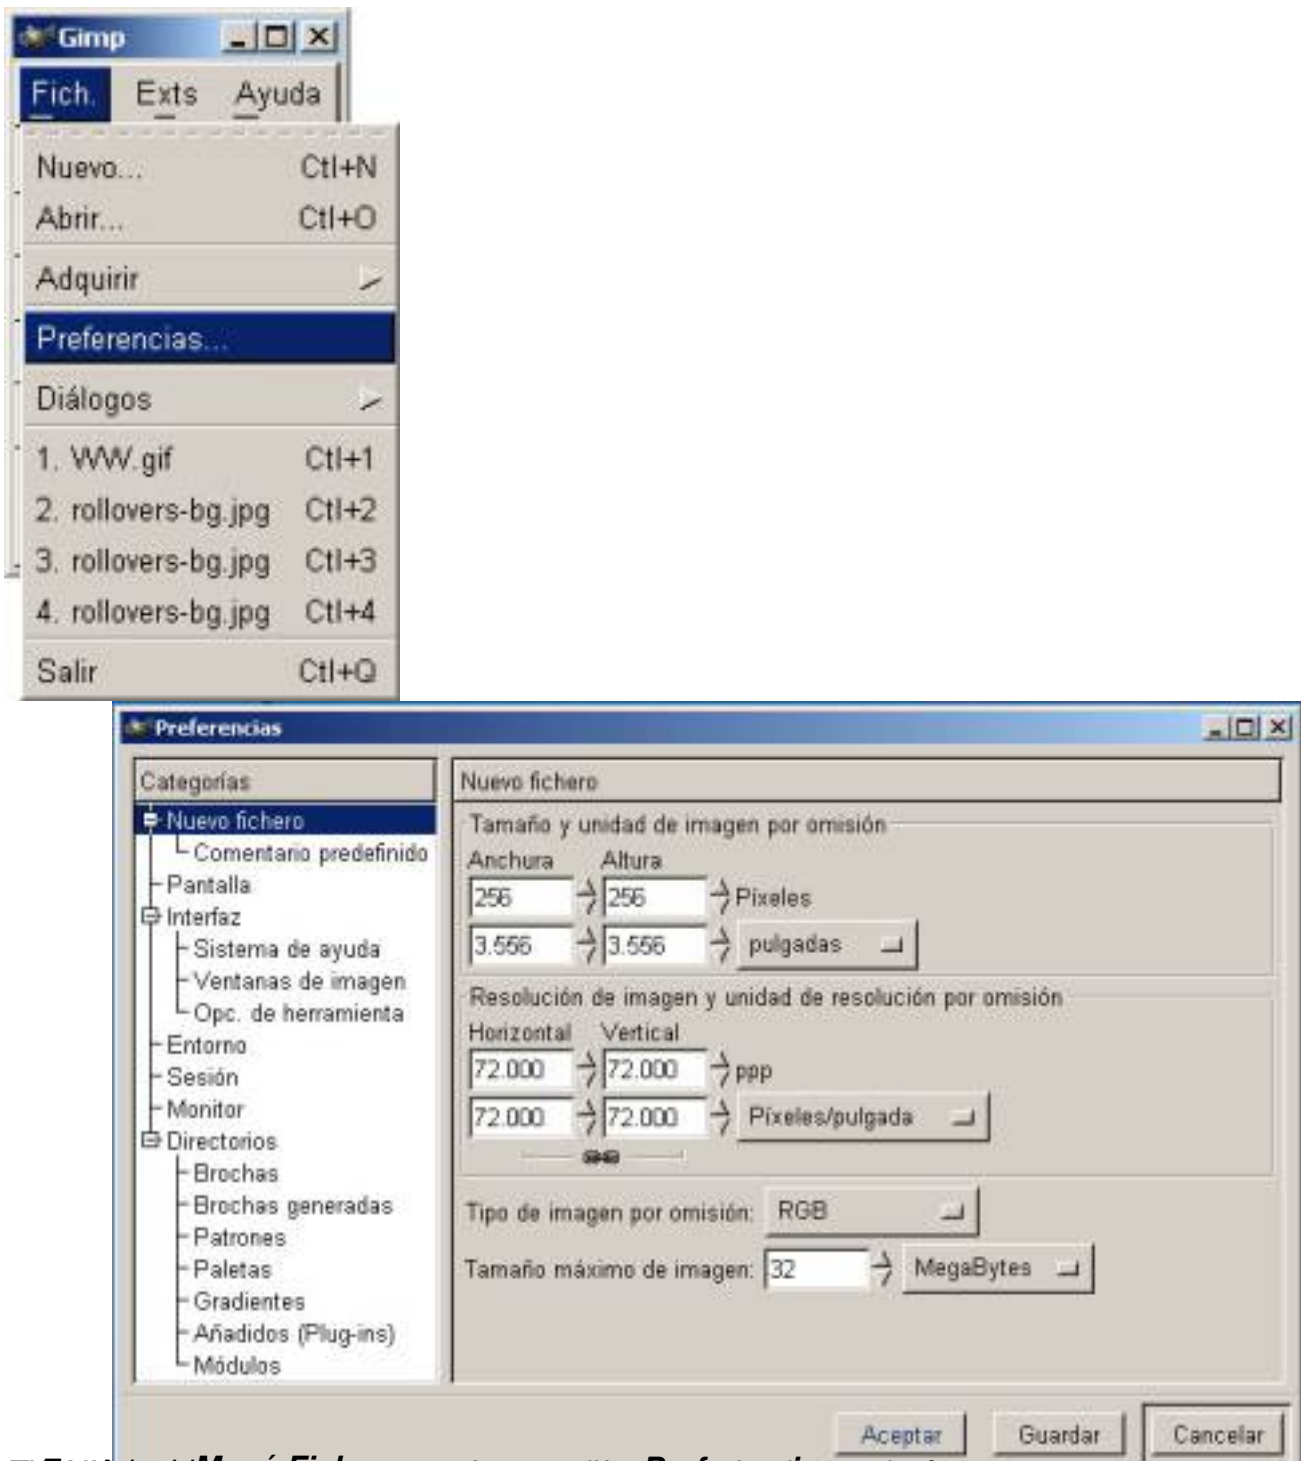 Gimp
Fich. Exts Ayuda
Nuevo... Ctl+N
Abrir... Ctl+O
Adquirir
Preferencias...
Diálogos
1. WW.gif Ctl+1
2. rollovers-bg.jpg Ctl+2
3. rollovers-bg.jpg Ctl+3
4. rollovers-bg.jpg Ctl+4
Salir Ctl+Q
Preferencias
Categorías
Nuevo fichero
Comentario predefinido
Pantalla
Interfaz
Sistema de ayuda
Ventanas de imagen
Opc. de herramienta
Entorno
Sesión
Monitor
Directorios
Brochas
Brochas generadas
Patrones
Paletas
Gradientes
Añadidos (Plug-ins)
Módulos
Nuevo fichero
Tamaño y unidad de imagen por omisión
Anchura Altura
256 256 Píxeles
3.556 3.556 pulgadas
Resolución de imagen y unidad de resolución por omisión
Horizontal Vertical
72.000 72.000 ppp
72.000 72.000 Píxeles/pulgada
Tipo de imagen por omisión: RGB
Tamaño máximo de imagen: 32 MegaBytes
Aceptar Guardar Cancelar